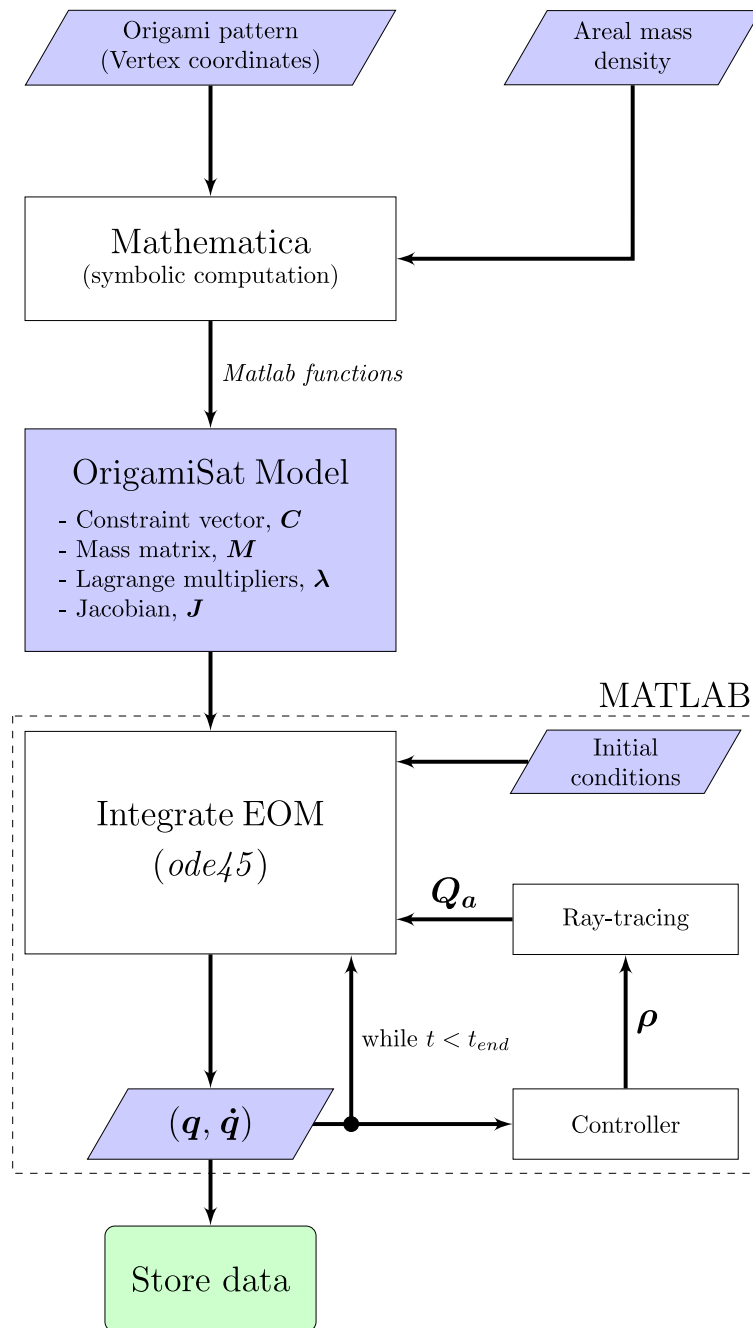 Origami pattern
(Vertex coordinates)
Areal mass
density
Mathematica
(symbolic computation)
Matlab functions
OrigamiSat Model
- Constraint vector, C
- Mass matrix, M
- Lagrange multipliers, λ
- Jacobian, J
MATLAB
Initial
conditions
Integrate EOM
(ode45)
Q_a
Ray-tracing
ρ
while t < t_end
(q, q̇)
Controller
Store data